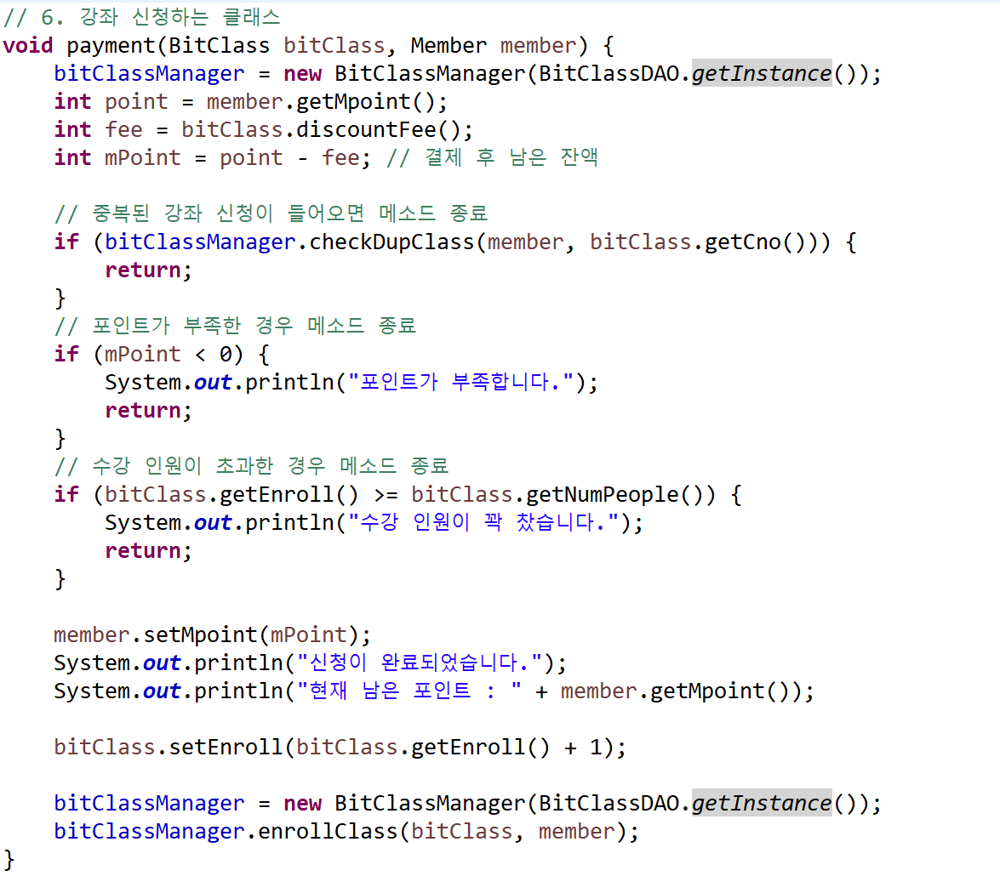 // 6. 강좌 신청하는 클래스
void payment(BitClass bitClass, Member member) {
    bitClassManager = new BitClassManager(BitClassDAO.getInstance());
    int point = member.getMpoint();
    int fee = bitClass.discountFee();
    int mPoint = point - fee; // 결제 후 남은 잔액

    // 중복된 강좌 신청이 들어오면 메소드 종료
    if (bitClassManager.checkDupClass(member, bitClass.getCno())) {
        return;
    }
    // 포인트가 부족한 경우 메소드 종료
    if (mPoint < 0) {
        System.out.println("포인트가 부족합니다.");
        return;
    }
    // 수강 인원이 초과한 경우 메소드 종료
    if (bitClass.getEnroll() >= bitClass.getNumPeople()) {
        System.out.println("수강 인원이 꽉 찼습니다.");
        return;
    }

    member.setMpoint(mPoint);
    System.out.println("신청이 완료되었습니다.");
    System.out.println("현재 남은 포인트 : " + member.getMpoint());

    bitClass.setEnroll(bitClass.getEnroll() + 1);

    bitClassManager = new BitClassManager(BitClassDAO.getInstance());
    bitClassManager.enrollClass(bitClass, member);
}